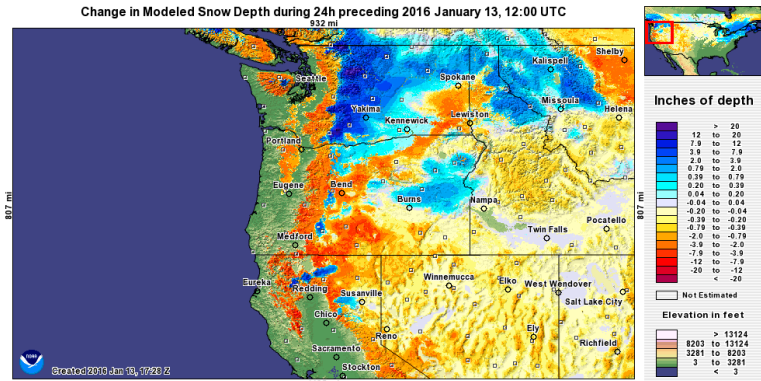 Change in Modeled Snow Depth during 24h preceding 2016 January 13, 12:00 UTC
932 mi
807 mi
807 mi
Seattle
Spokane
Kalispell
Shelby
Yakima
Kennewick
Lewiston
Missoula
Helena
Portland
Eugene
Bend
Burns
Nampa
Twin Falls
Pocatello
Medford
Eureka
Redding
Susanville
Winnemucca
Elko
West Wendover
Salt Lake City
Chico
Reno
Ely
Richfield
Sacramento
Stockton
noaa
Created 2016 Jan 13, 17:28 Z
Inches of depth
> 20
12 to 20
7.9 to 12
3.9 to 7.9
2.0 to 3.9
0.79 to 2.0
0.39 to 0.79
0.20 to 0.39
0.04 to 0.20
-0.04 to 0.04
-0.20 to -0.04
-0.39 to -0.20
-0.79 to -0.39
-2.0 to -0.79
-3.9 to -2.0
-7.9 to -3.9
-12 to -7.9
-20 to -12
< -20
Not Estimated
Elevation in feet
> 13124
8203 to 13124
3281 to 8203
3 to 3281
< 3